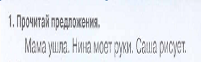 1. Прочитай предложения.
Мама ушла. Нина моет руки. Саша рисует.